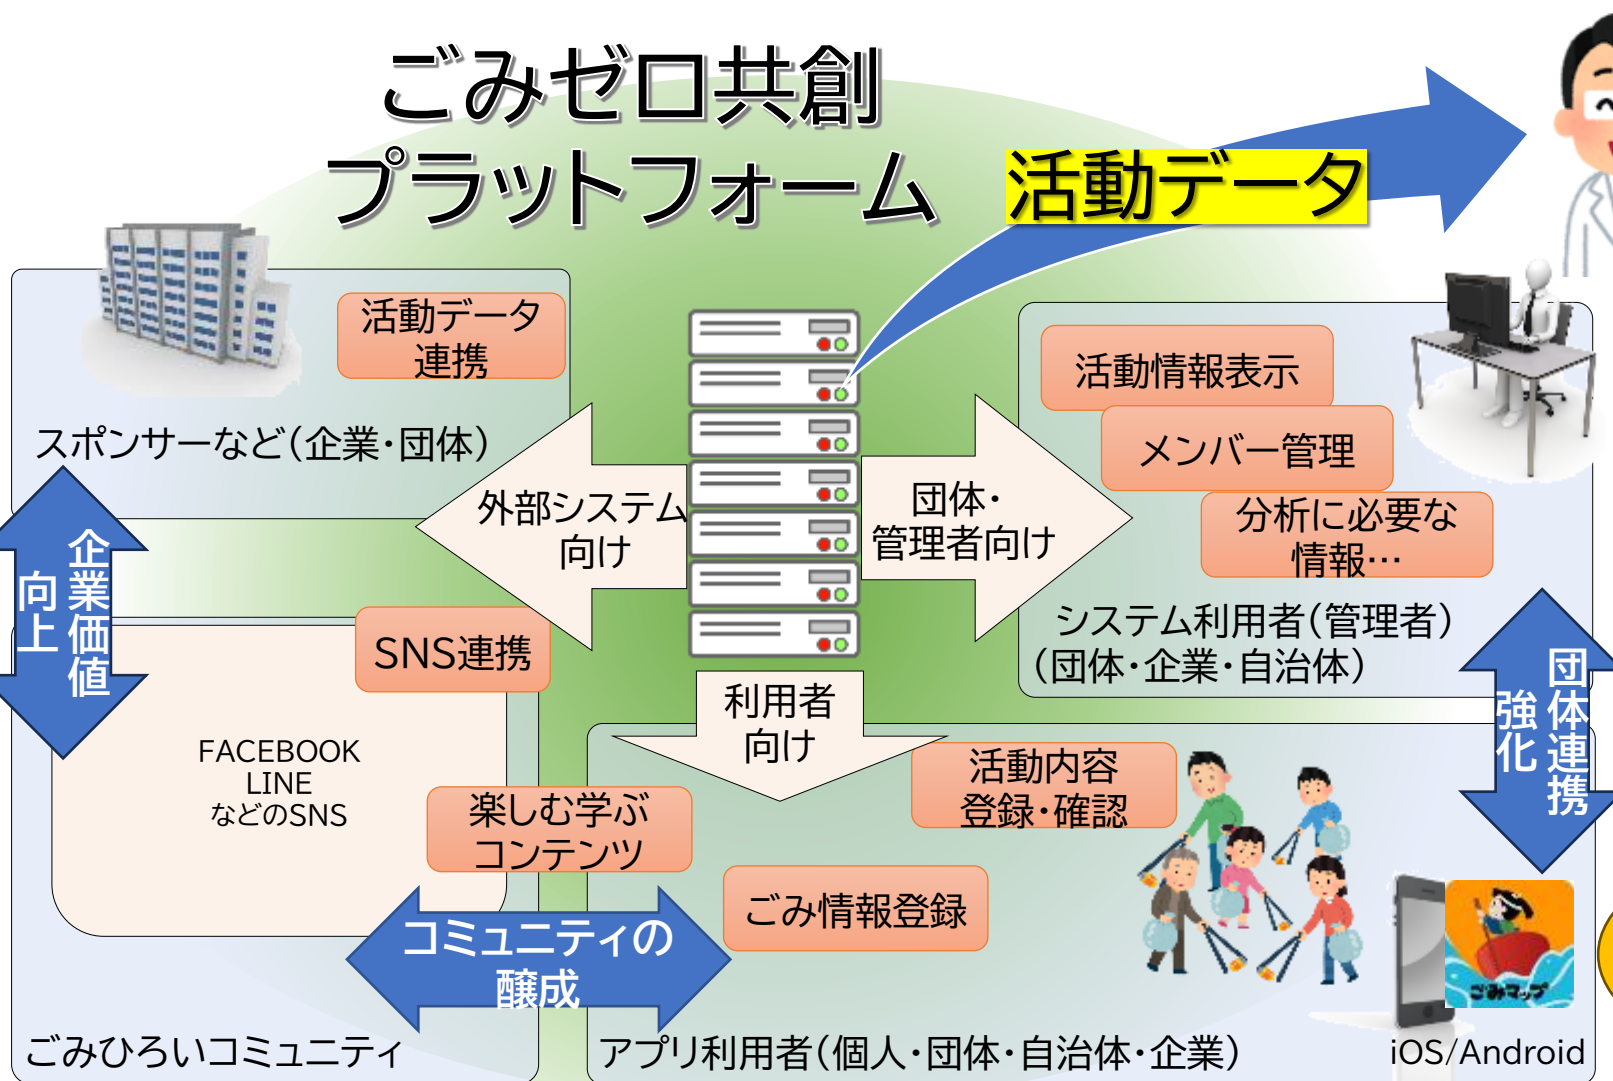 ごみゼロ共創
プラットフォーム
活動データ
活動データ
連携
スポンサーなど(企業・団体)
外部システム
向け
団体・
管理者向け
活動情報表示
メンバー管理
分析に必要な
情報…
システム利用者(管理者)
(団体・企業・自治体)
企業価値
向上
SNS連携
FACEBOOK
LINE
などのSNS
利用者
向け
団体連携
強化
活動内容
登録・確認
楽しむ学ぶ
コンテンツ
ごみ情報登録
コミュニティの
醸成
ごみマップ
ごみひろいコミュニティ
アプリ利用者(個人・団体・自治体・企業)
iOS/Android